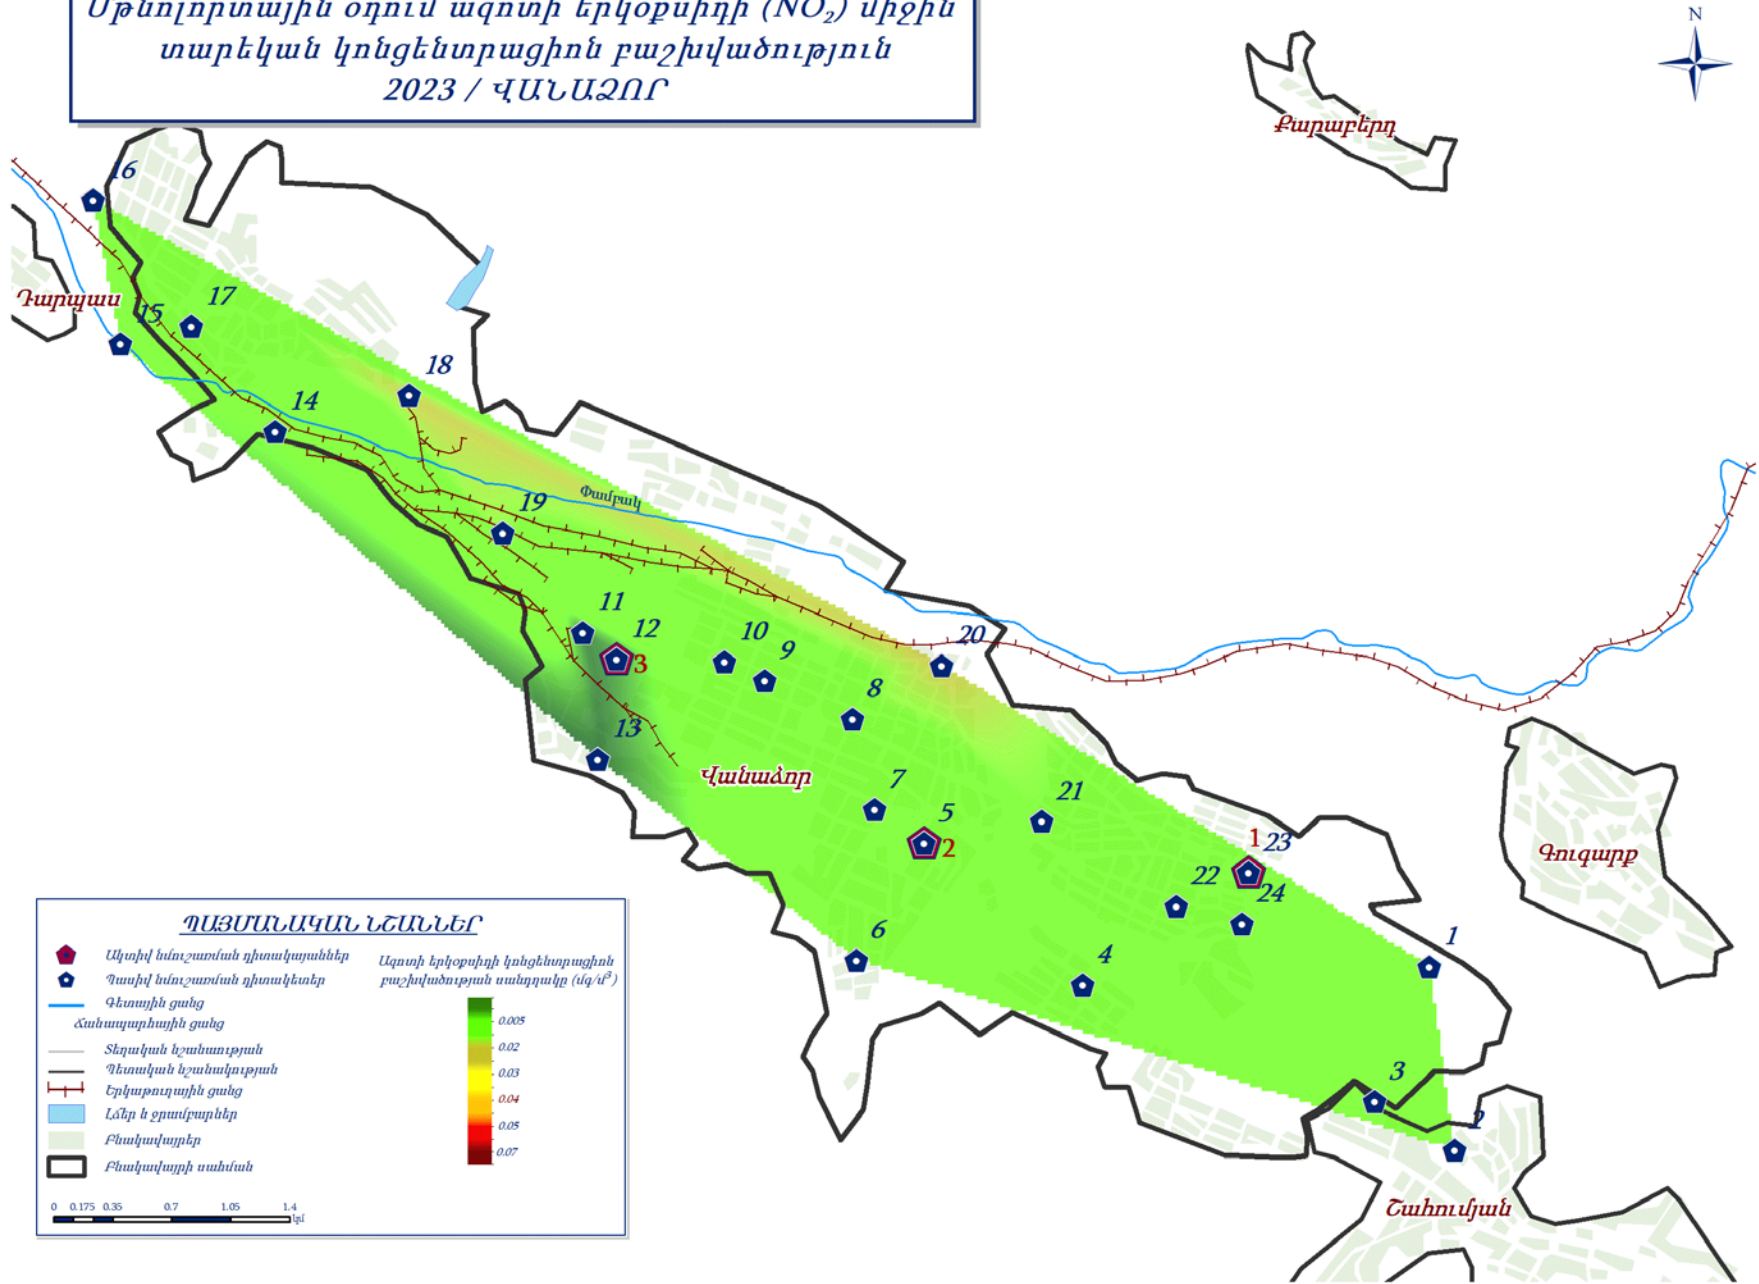 Մթնոլորտային օդում ազոտի երկօքսիդի (NO₂) միջին
տարեկան կոնցենտրացիոն բաշխվածություն
2023 / ՎԱՆԱՁՈՐ
N
Քարաբերդ
16
Դարպաս
15
17
18
14
Փամբակ
19
11
12
3
10
9
20
8
13
Վանաձոր
7
5
2
21
1
23
22
24
Գուգարք
6
4
1
3
2
Շահումյան
ՊԱՅՄԱՆԱԿԱՆ ՆՇԱՆՆԵՐ
Ակտիվ նմուշառման դիտակայաններ
Պասիվ նմուշառման դիտակետեր
Գետային ցանց
Ճանապարհային ցանց
Տեղական նշանաության
Պետական նշանակության
Երկաթուղային ցանց
Լճեր և ջրամբարներ
Բնակավայրեր
Բնակավայրի սահման
Ազոտի երկօքսիդի կոնցենտրացիոն
բաշխվածության սանդղակը (մգ/մ³)
0.005
0.02
0.03
0.04
0.05
0.07
0 0.175 0.35 0.7 1.05 1.4
կմ